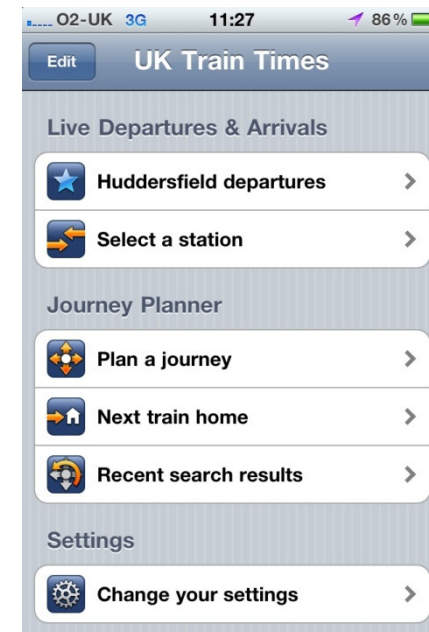 O2-UK 3G 11:27 86%
Edit UK Train Times
Live Departures & Arrivals
Huddersfield departures
Select a station
Journey Planner
Plan a journey
Next train home
Recent search results
Settings
Change your settings